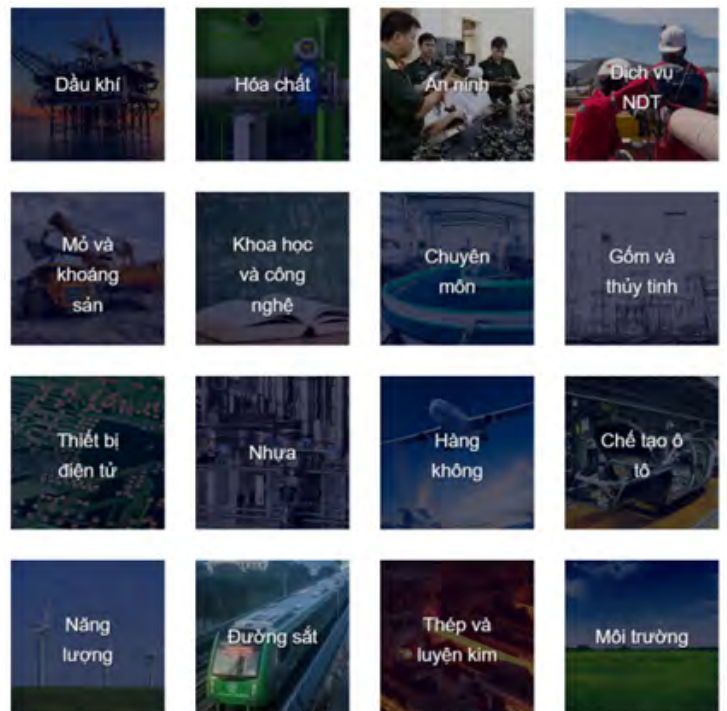 Dầu khí
Hóa chất
An ninh
Dịch vụ
NDT
Mỏ và
khoáng
sản
Khoa học
và công
nghệ
Chuyên
môn
Gốm và
thủy tinh
Thiết bị
điện tử
Nhựa
Hàng
không
Chế tạo ô
tô
Năng
lượng
Đường sắt
Thép và
luyện kim
Môi trường